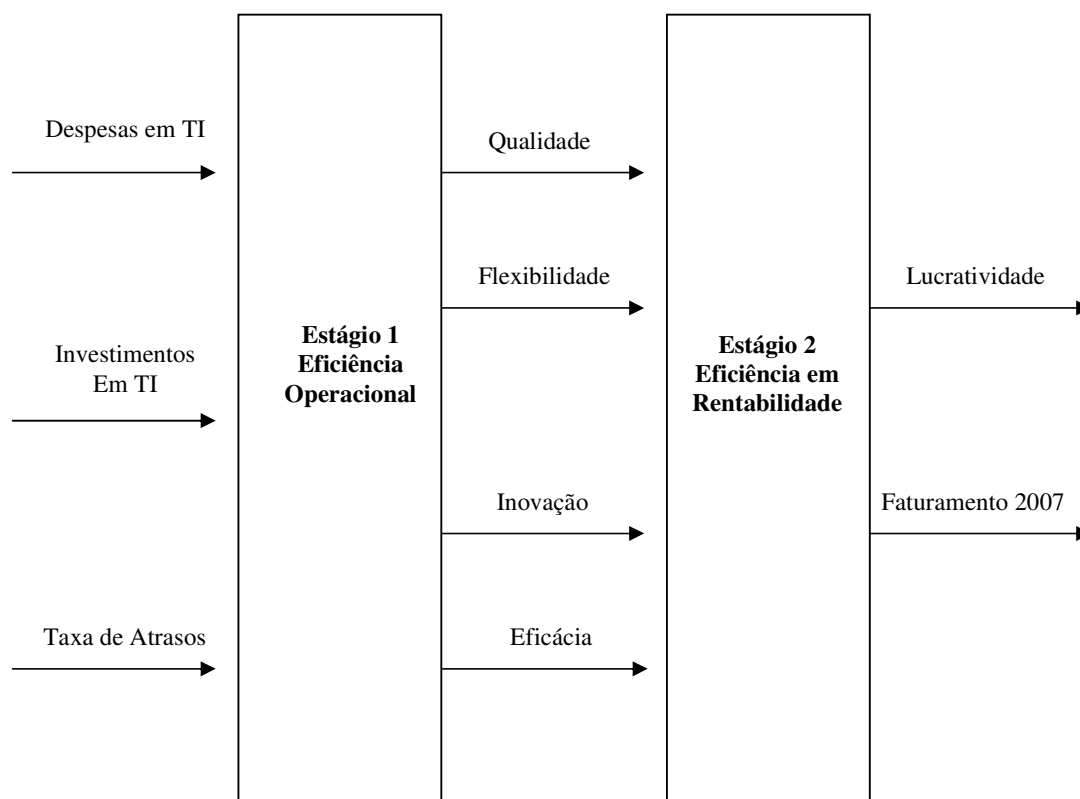 Despesas em TI
Investimentos
Em TI
Taxa de Atrasos
Estágio 1
Eficiência
Operacional
Qualidade
Flexibilidade
Inovação
Eficácia
Estágio 2
Eficiência em
Rentabilidade
Lucratividade
Faturamento 2007